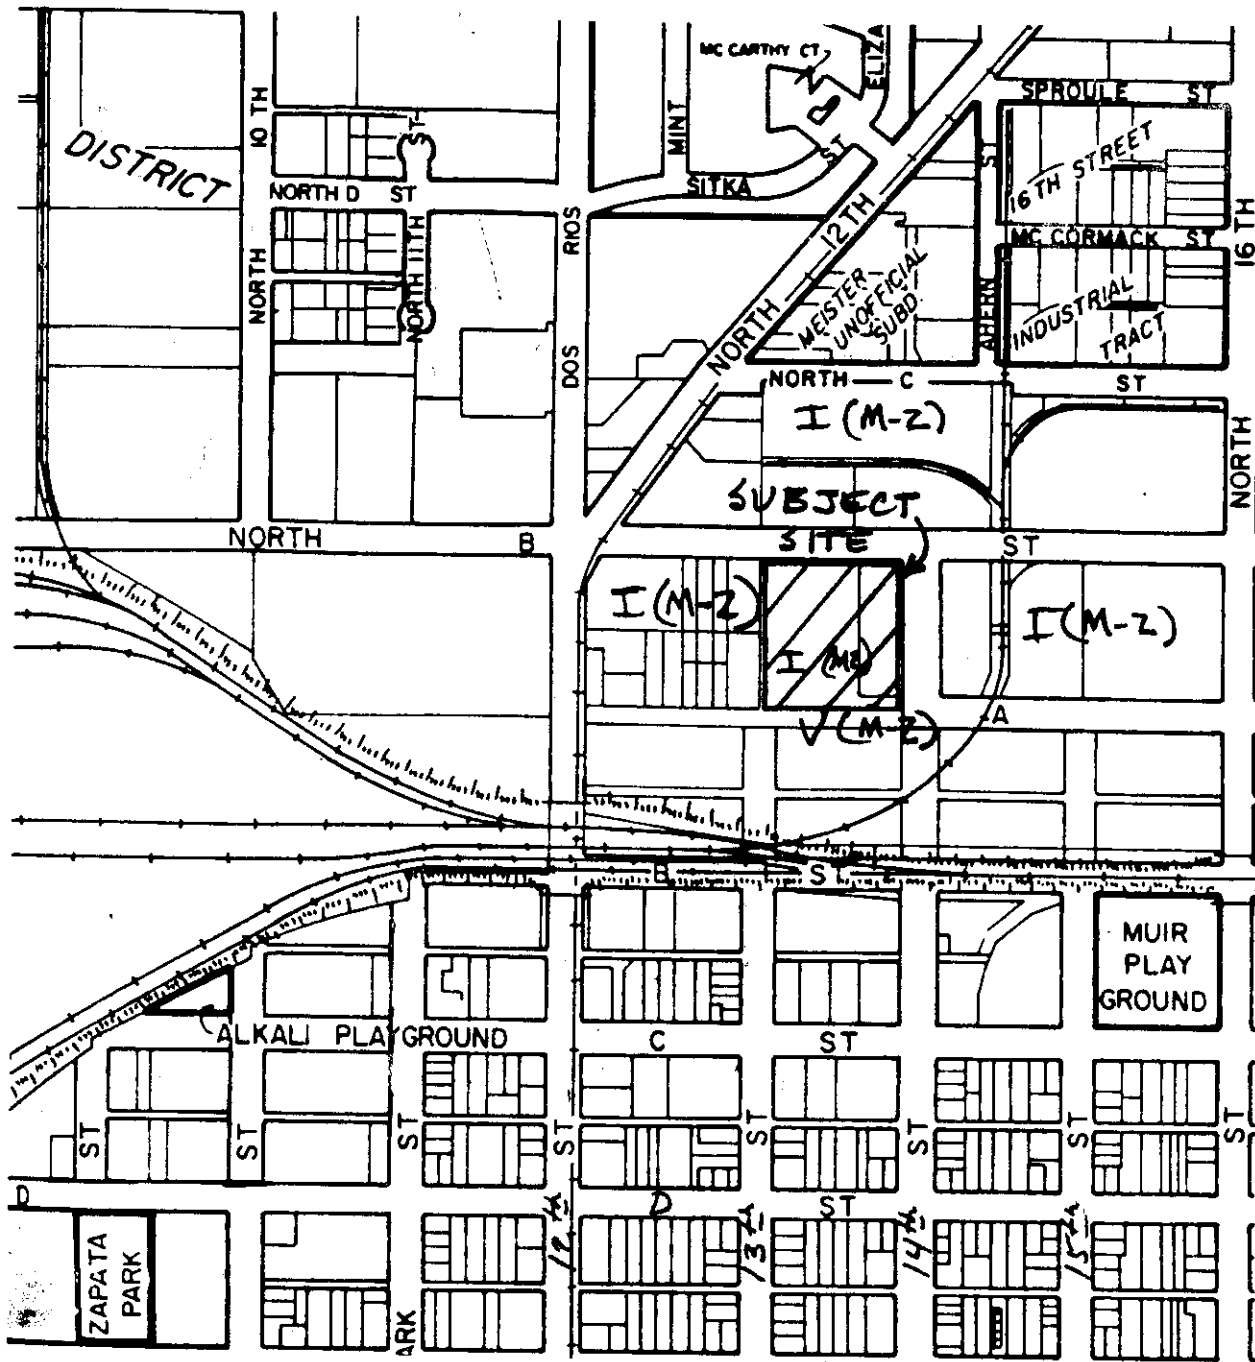 MC CARTHY CT
ELIZA
SPROULE ST
10 TH
ST
MINT
DISTRICT
ST
ST
16 TH STREET
NORTH D ST
SITKA
12TH
RIOS
MC CORMACK ST
16 TH
NORTH
NORTH 11TH
MEISTER
UNOFFICIAL
SUBD
AHERN
INDUSTRIAL
TRACT
DOS
NORTH
NORTH C ST
I (M-2)
NORTH
SUBJECT
SITE
NORTH B ST
I (M-2)
I (M-2)
I (M2)
A
V (M-2)
B ST
MUIR
PLAY
GROUND
ALKALI PLAYGROUND
C ST
ST
ST
ST
ST
ST
ST
ST
ST
D
D ST
12th
13th
14th
15th
ZAPATA
PARK
ARK